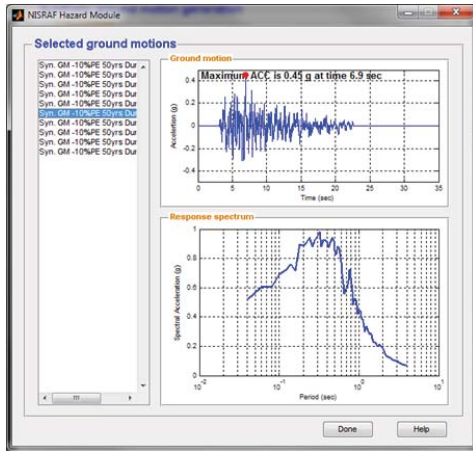 NISRAF Hazard Module
Selected ground motions
Syn. GM -10%PE 50yrs Dur
Syn. GM -10%PE 50yrs Dur
Syn. GM -10%PE 50yrs Dur
Syn. GM -10%PE 50yrs Dur
Syn. GM -10%PE 50yrs Dur
Syn. GM -10%PE 50yrs Dur
Syn. GM -10%PE 50yrs Dur
Syn. GM -10%PE 50yrs Dur
Syn. GM -10%PE 50yrs Dur
Syn. GM -10%PE 50yrs Dur
Ground motion
Maximum ACC is 0.45 g at time 6.9 sec
0.4
0.2
0
-0.2
-0.4
Acceleration (g)
0 5 10 15 20 25 30 35
Time (sec)
Response spectrum
1
0.8
0.6
0.4
0.2
0
Spectral Acceleration (g)
10-2 10-1 100 101
Period (sec)
Done Help